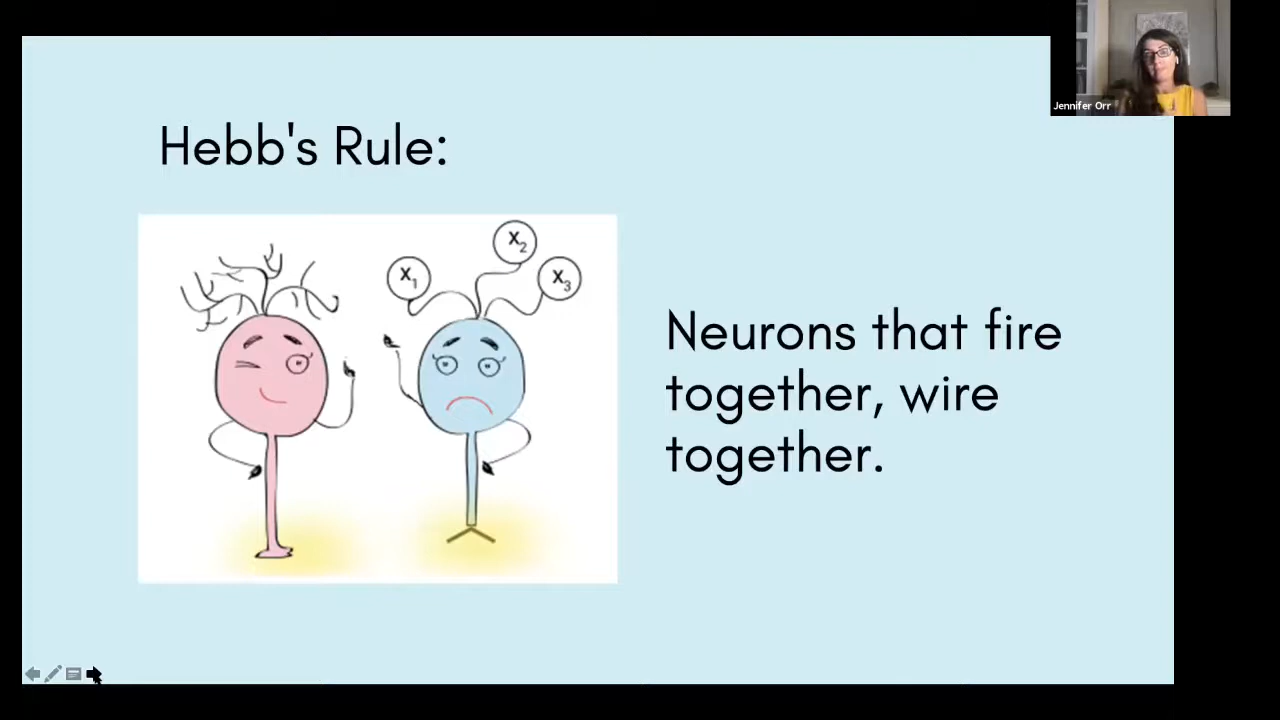 Jennifer Orr
Hebb's Rule:
X₁
X₂
X₃
Neurons that fire
together, wire
together.